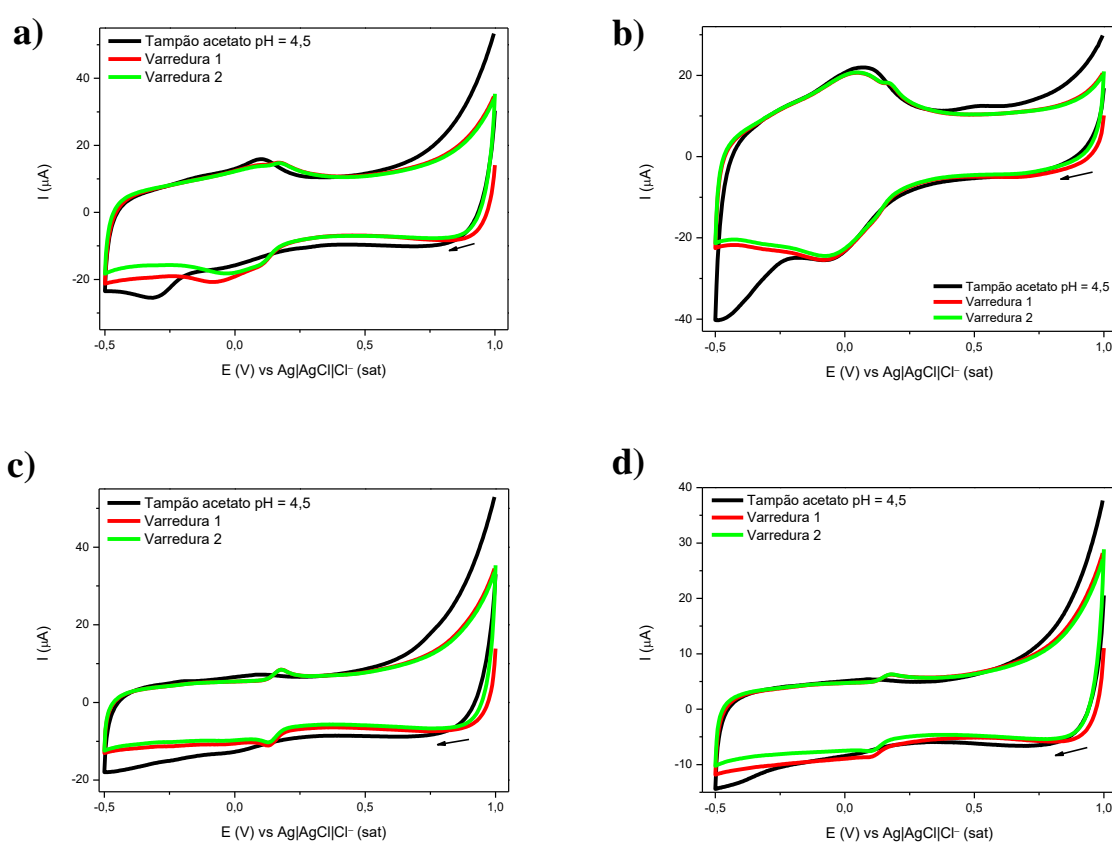 a)
Tampão acetato pH = 4,5
Varredura 1
Varredura 2
40
20
0
-20
I (µA)
-0,5 0,0 0,5 1,0
E (V) vs Ag|AgCl|Cl⁻ (sat)
b)
20
0
-20
-40
I (µA)
Tampão acetato pH = 4,5
Varredura 1
Varredura 2
-0,5 0,0 0,5 1,0
E (V) vs Ag|AgCl|Cl⁻ (sat)
c)
Tampão acetato pH = 4,5
Varredura 1
Varredura 2
40
20
0
-20
I (µA)
-0,5 0,0 0,5 1,0
E (V) vs Ag|AgCl|Cl⁻ (sat)
d)
40
30
20
10
0
-10
I (µA)
Tampão acetato pH = 4,5
Varredura 1
Varredura 2
-0,5 0,0 0,5 1,0
E (V) vs Ag|AgCl|Cl⁻ (sat)